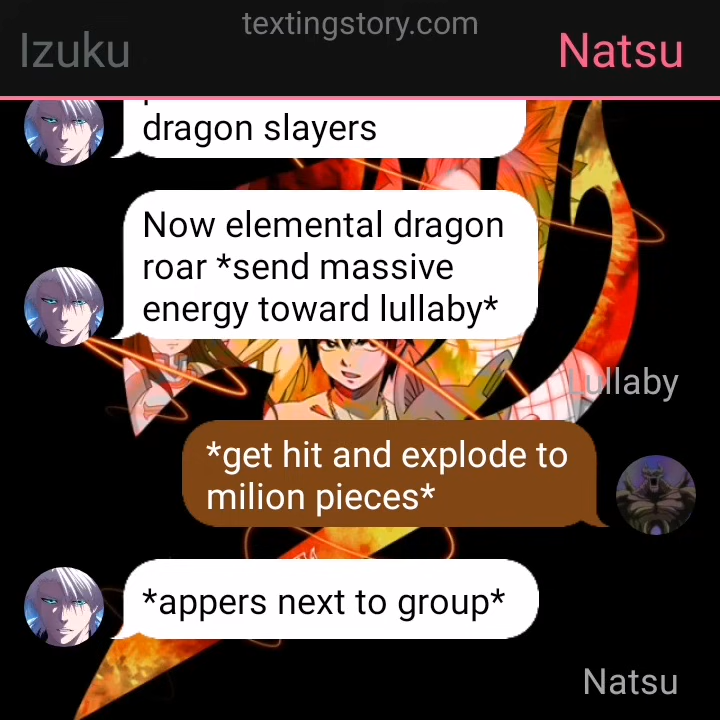 textingstory.com
Izuku
Natsu
dragon slayers
Now elemental dragon
roar *send massive
energy toward lullaby*
Lullaby
*get hit and explode to
milion pieces*
*appers next to group*
Natsu